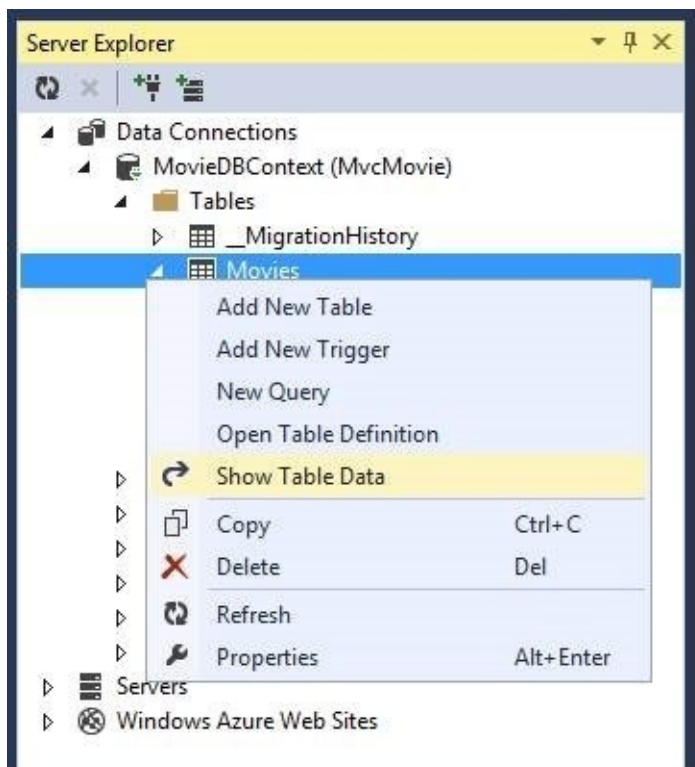 Server Explorer
Data Connections
MovieDBContext (MvcMovie)
Tables
__MigrationHistory
Movies
Add New Table
Add New Trigger
New Query
Open Table Definition
Show Table Data
Copy Ctrl+C
Delete Del
Refresh
Properties Alt+Enter
Servers
Windows Azure Web Sites